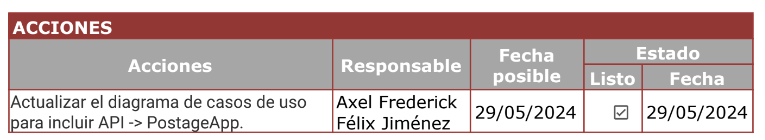 ACCIONES
Acciones Responsable Fecha posible Estado
Listo Fecha
Actualizar el diagrama de casos de uso para incluir API -> PostageApp. Axel Frederick Félix Jiménez 29/05/2024 ☑ 29/05/2024